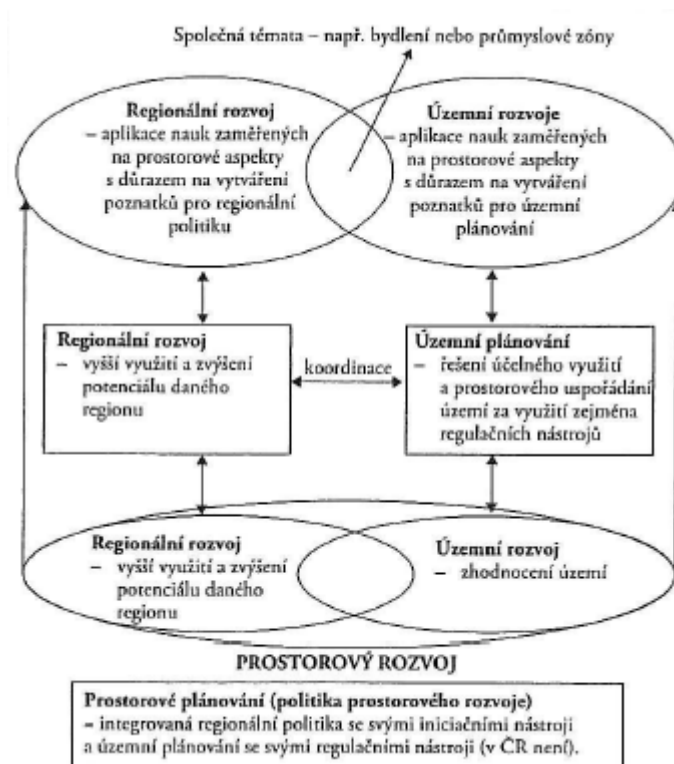 Společná témata – např. bydlení nebo průmyslové zóny
Regionální rozvoj
– aplikace nauk zaměřených
na prostorové aspekty
s důrazem na vytváření
poznatků pro regionální
politiku
Územní rozvoje
– aplikace nauk zaměřených
na prostorové aspekty
s důrazem na vytváření
poznatků pro územní
plánování
Regionální rozvoj
– vyšší využití a zvýšení
potenciálu daného
regionu
koordinace
Územní plánování
– řešení účelného využití
a prostorového uspořádání
území za využití zejména
regulačních nástrojů
Regionální rozvoj
– vyšší využití a zvýšení
potenciálu daného
regionu
Územní rozvoj
– zhodnocení území
PROSTOROVÝ ROZVOJ
Prostorové plánování (politika prostorového rozvoje)
– integrovaná regionální politika se svými iniciačními nástroji
a územní plánování se svými regulačními nástroji (v ČR není).